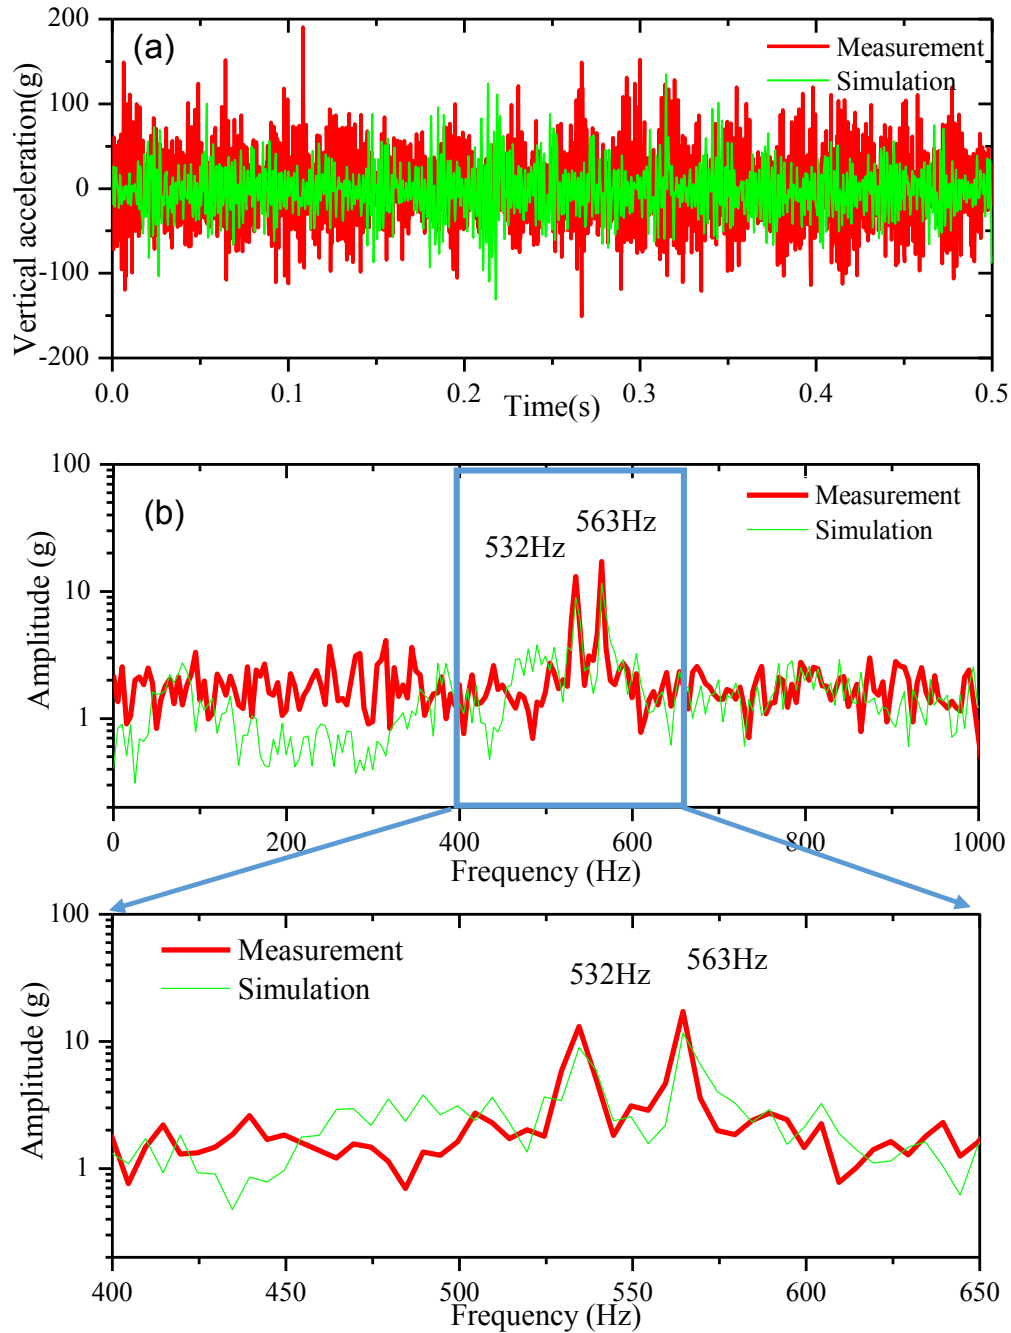 (a)
Measurement
Simulation
Vertical acceleration(g)
200
100
0
-100
-200
0.0 0.1 0.2 0.3 0.4 0.5
Time(s)
(b)
Measurement
Simulation
563Hz
532Hz
Amplitude (g)
100
10
1
0 200 400 600 800 1000
Frequency (Hz)
Measurement
Simulation
563Hz
532Hz
Amplitude (g)
100
10
1
400 450 500 550 600 650
Frequency (Hz)